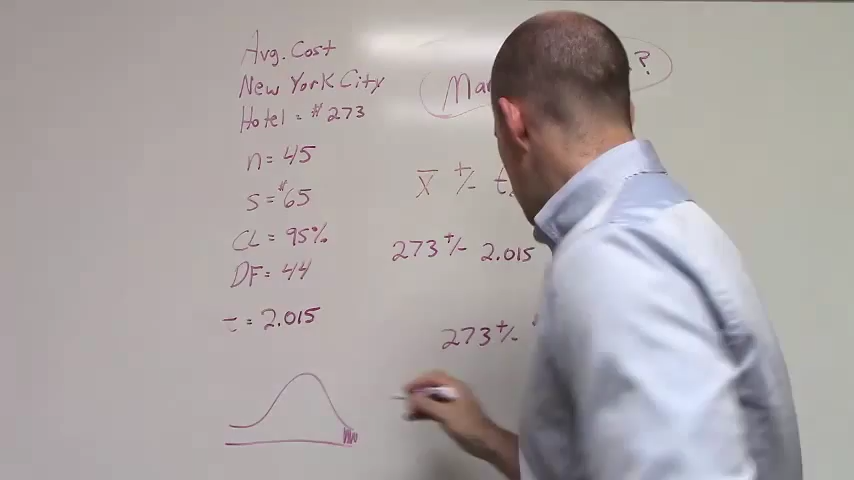 Avg. Cost
New York City
Hotel = $273
n = 45
s = $65
CL = 95%
DF = 44
t = 2.015
?
x̄ +/- t
273 +/- 2.015
273 +/-